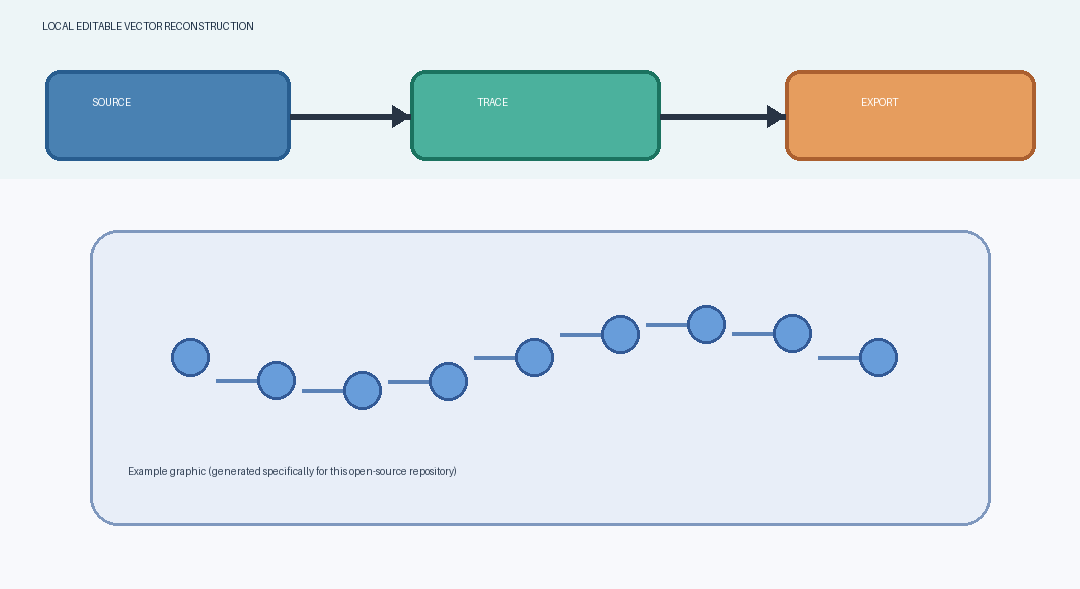 LOCAL EDITABLE VECTOR RECONSTRUCTION
SOURCE
TRACE
EXPORT
Example graphic (generated specifically for this open-source repository)